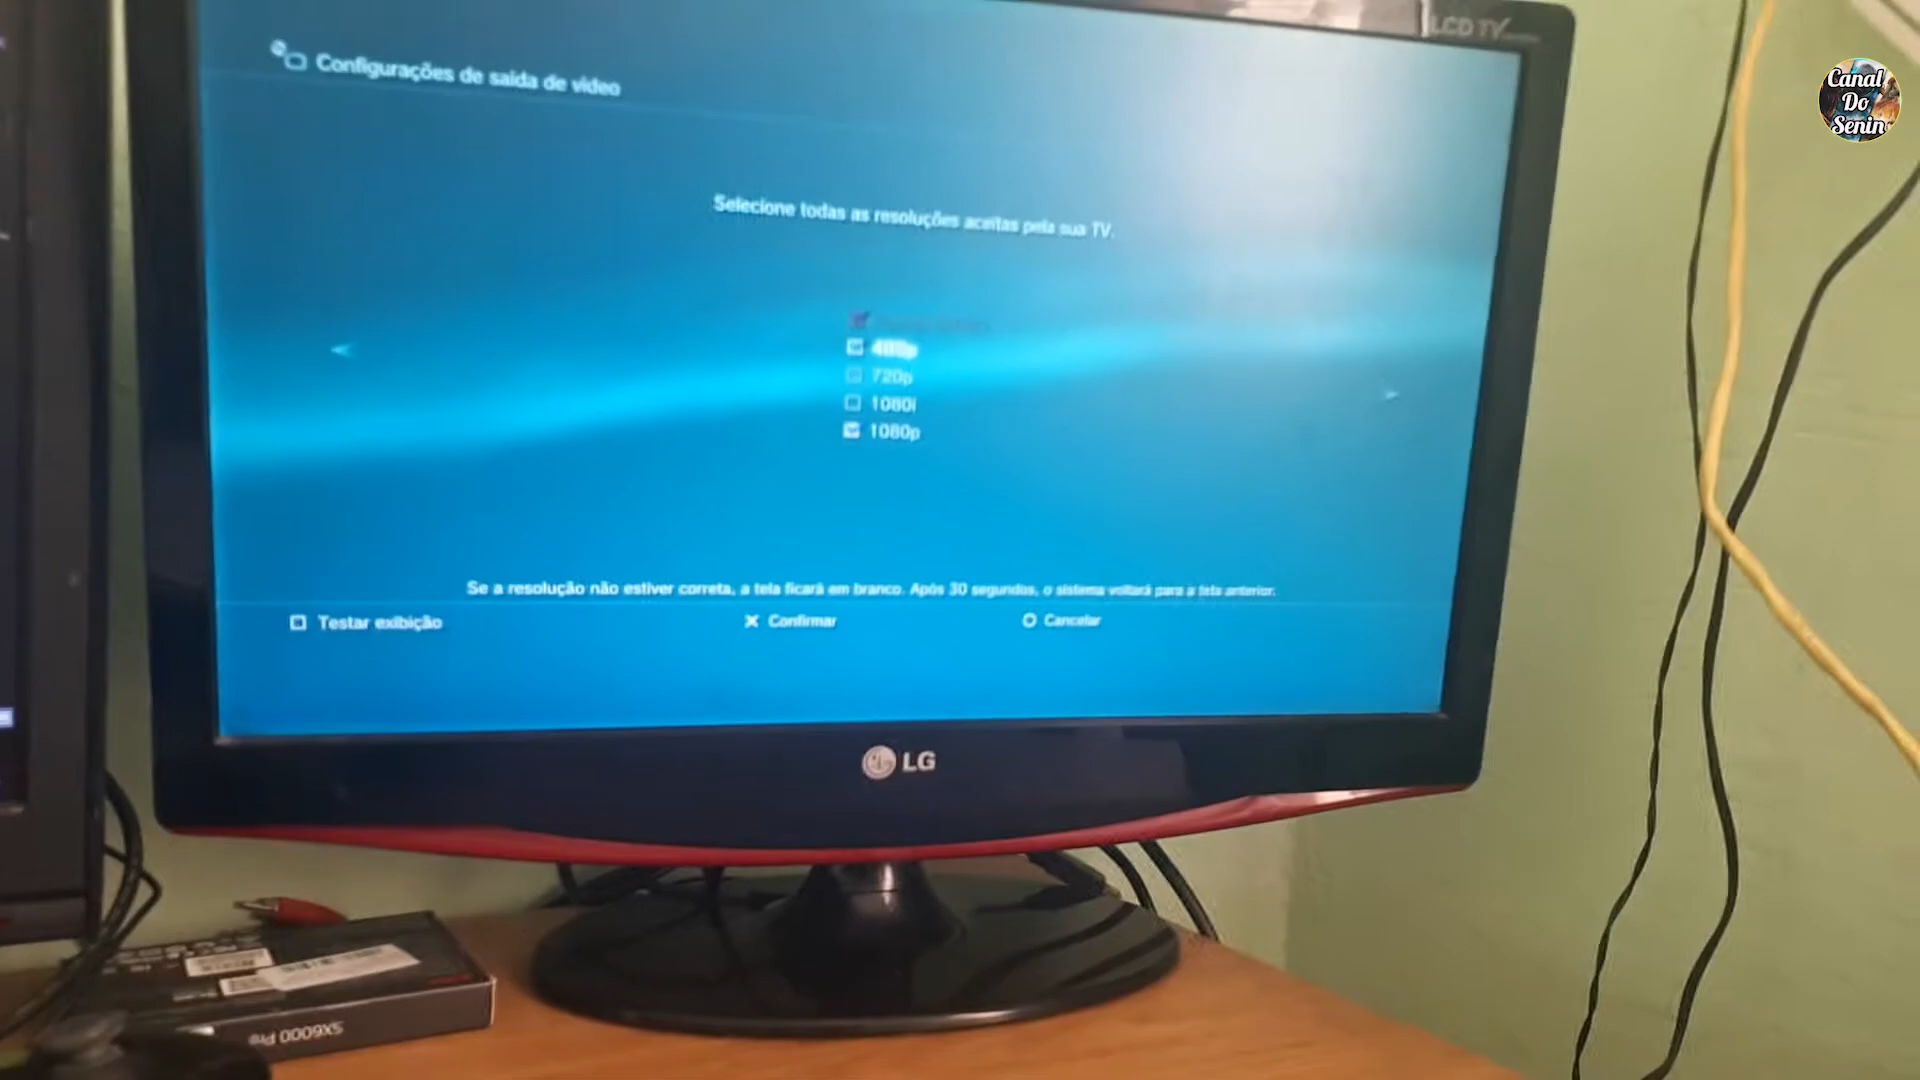 LCD TV
Canal
Do
Senin
Configurações de saída de vídeo
Selecione todas as resoluções aceitas pela sua TV.
480p
720p
1080i
1080p
Se a resolução não estiver correta, a tela ficará em branco. Após 30 segundos, o sistema voltará para a tela anterior.
Testar exibição
Confirmar
Cancelar
LG
SX6000 Pro